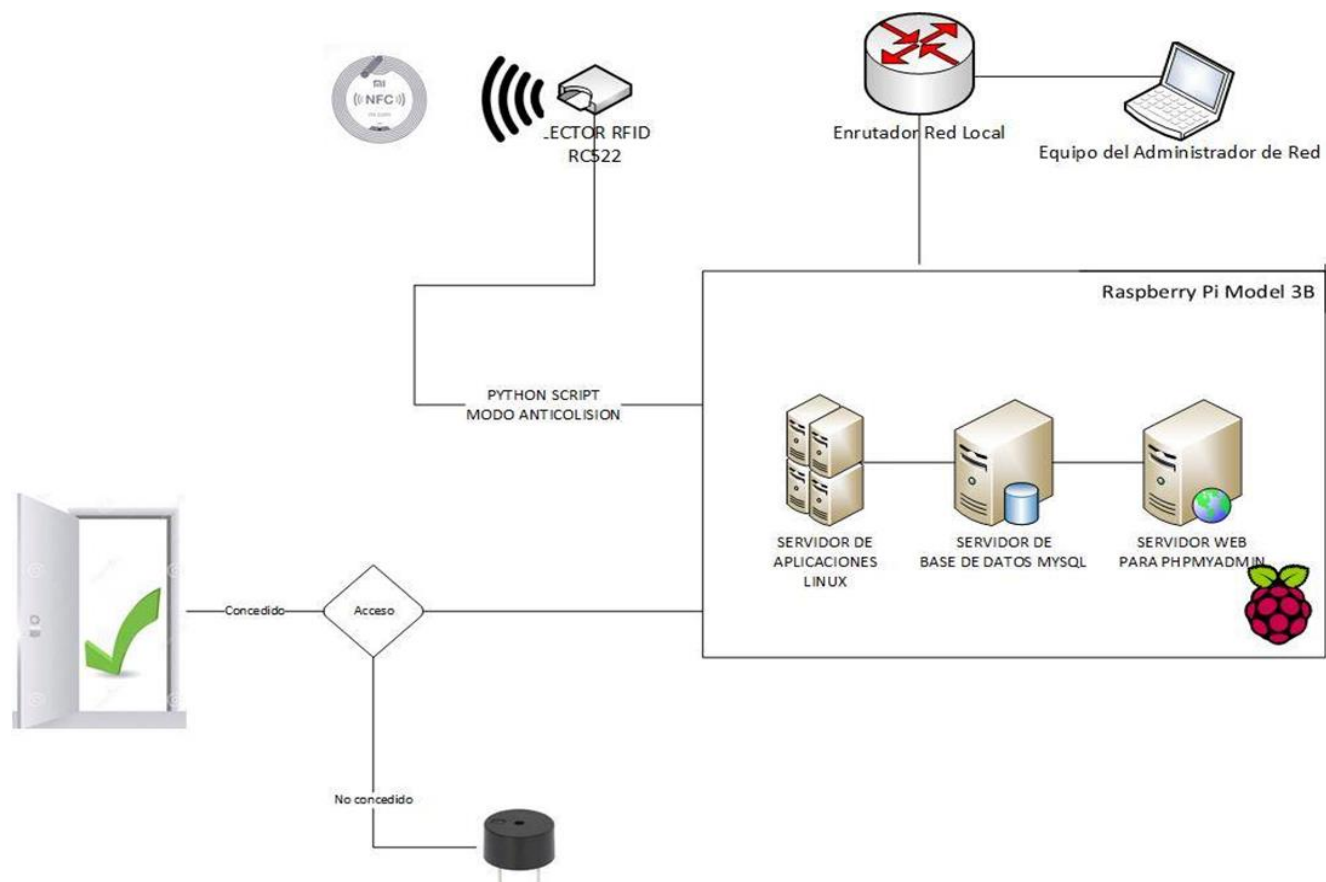 ((NFC))
.ECTOR RFID
RC522
Enrutador Red Local
Equipo del Administrador de Red
Raspberry Pi Model 3B
PYTHON SCRIPT
MODO ANTICOLISION
SERVIDOR DE
APLICACIONES
LINUX
SERVIDOR DE
BASE DE DATOS MYSQL
SERVIDOR WEB
PARA PHPMYADMIN
Concedido
Acceso
No concedido